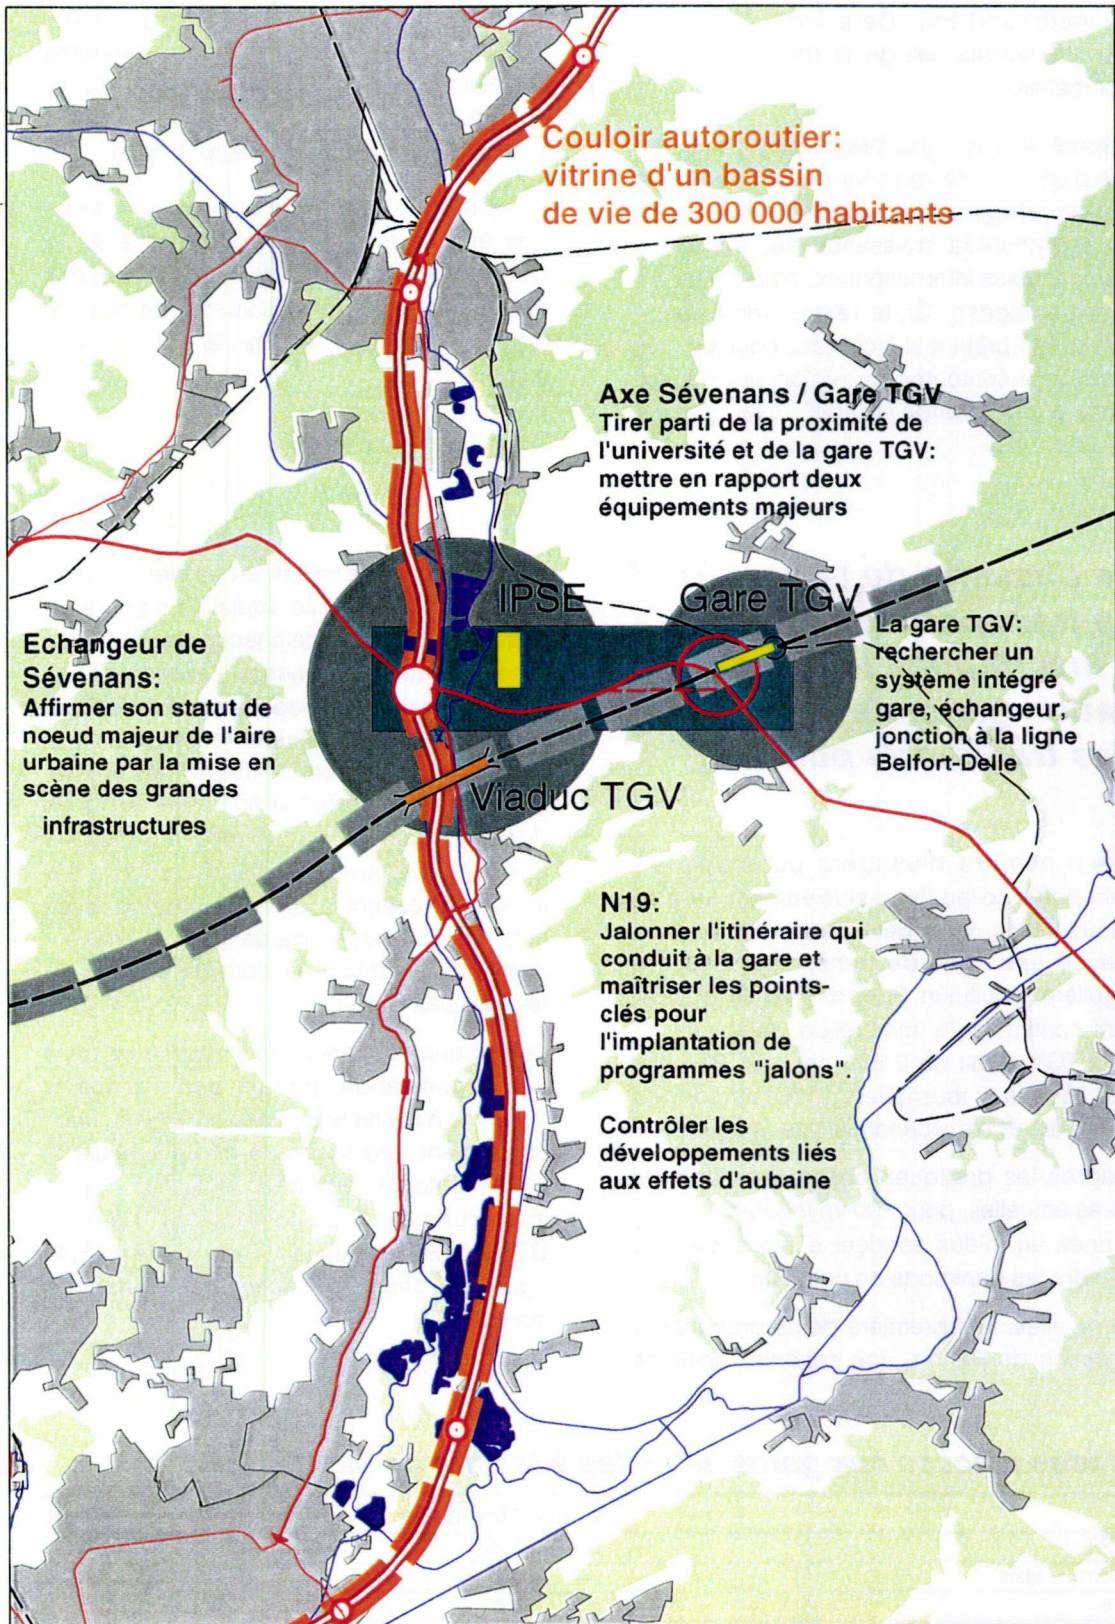 Couloir autoroutier:
vitrine d'un bassin
de vie de 300 000 habitants
Axe Sévenans / Gare TGV
Tirer parti de la proximité de
l'université et de la gare TGV:
mettre en rapport deux
équipements majeurs
IPSE
Gare TGV
Echangeur de
Sévenans:
Affirmer son statut de
noeud majeur de l'aire
urbaine par la mise en
scène des grandes
infrastructures
La gare TGV:
rechercher un
système intégré
gare, échangeur,
jonction à la ligne
Belfort-Delle
Viaduc TGV
N19:
Jalonner l'itinéraire qui
conduit à la gare et
maîtriser les points-
clés pour
l'implantation de
programmes "jalons".
Contrôler les
développements liés
aux effets d'aubaine